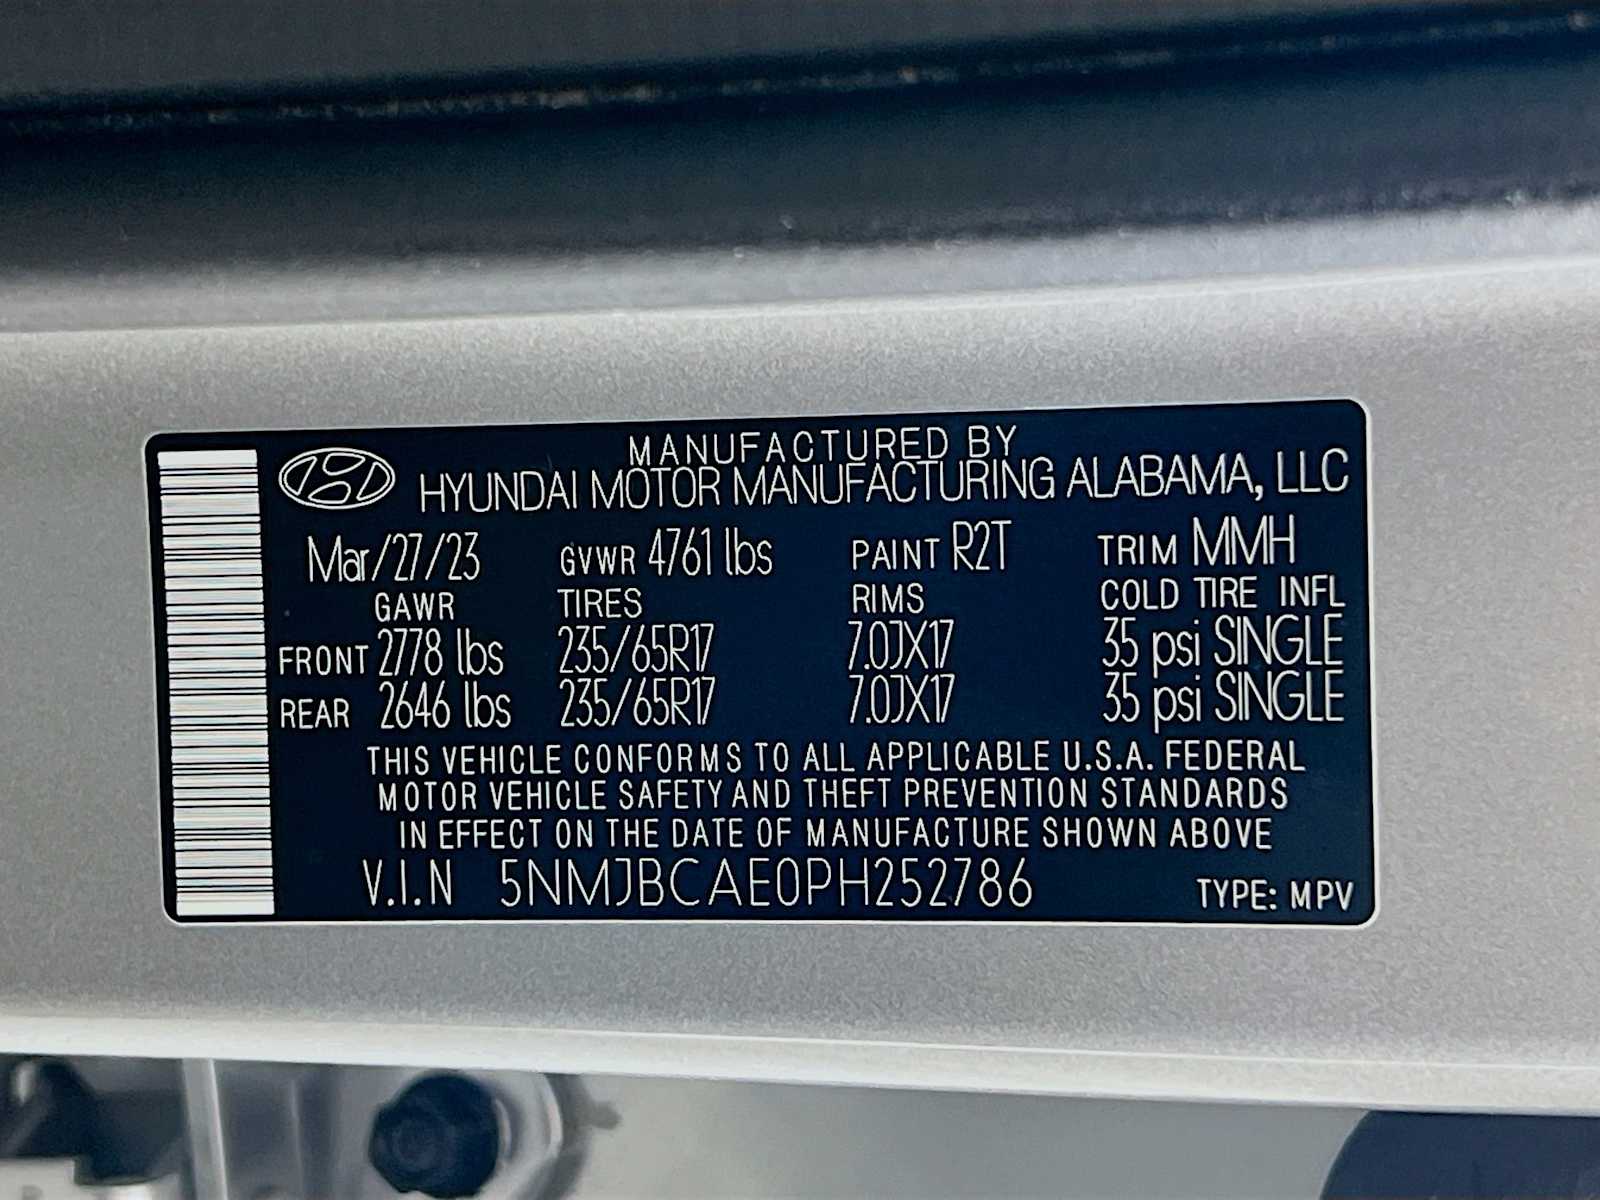 MANUFACTURED BY
HYUNDAI MOTOR MANUFACTURING ALABAMA, LLC
Mar/27/23 GVWR 4761 lbs PAINT R2T TRIM MMH
GAWR TIRES RIMS COLD TIRE INFL
FRONT 2778 lbs 235/65R17 7.0JX17 35 psi SINGLE
REAR 2646 lbs 235/65R17 7.0JX17 35 psi SINGLE
THIS VEHICLE CONFORMS TO ALL APPLICABLE U.S.A. FEDERAL
MOTOR VEHICLE SAFETY AND THEFT PREVENTION STANDARDS
IN EFFECT ON THE DATE OF MANUFACTURE SHOWN ABOVE
V.I.N 5NMJBCAE0PH252786 TYPE: MPV